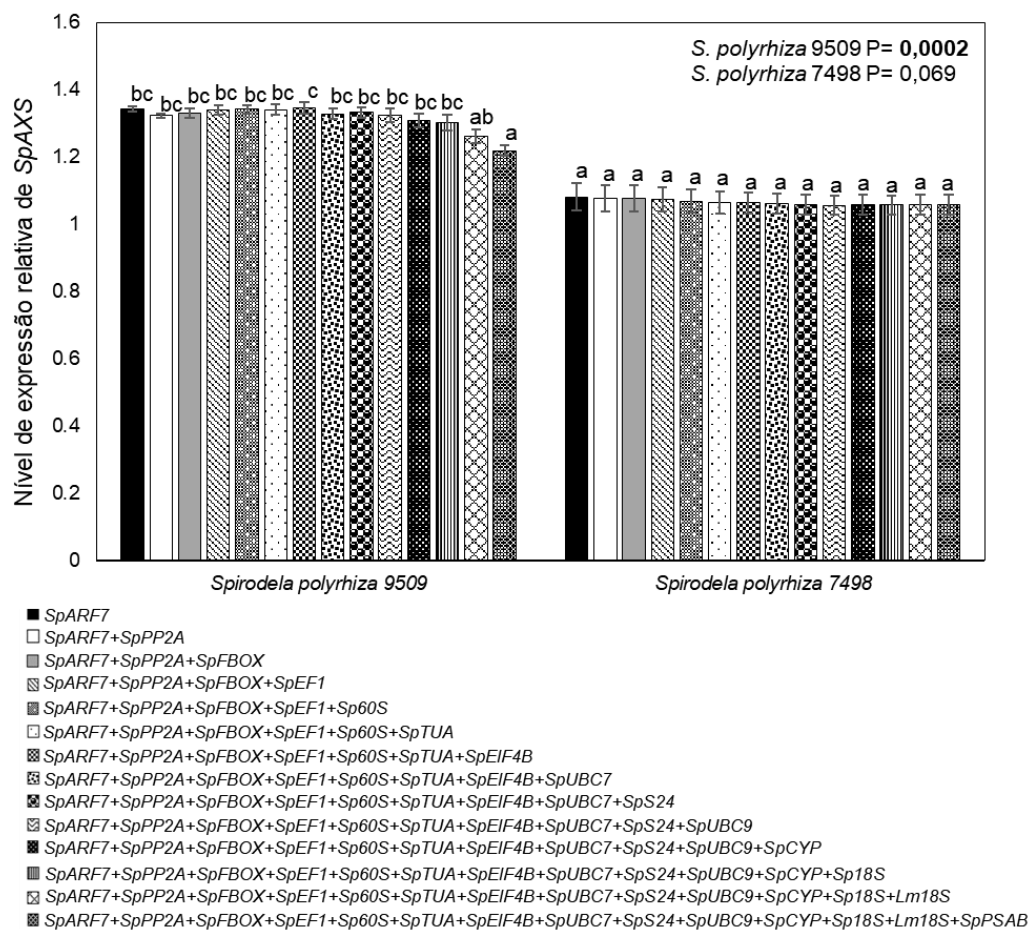 1.6
1.4
1.2
1
0.8
0.6
0.4
0.2
0
Nível de expressão relativa de SpAXS
S. polyrhiza 9509 P= 0,0002
S. polyrhiza 7498 P= 0,069
bc bc bc bc bc bc c bc bc bc bc bc ab a
a a a a a a a a a a a a a a
Spirodela polyrhiza 9509
Spirodela polyrhiza 7498
SpARF7
SpARF7+SpPP2A
SpARF7+SpPP2A+SpFBOX
SpARF7+SpPP2A+SpFBOX+SpEF1
SpARF7+SpPP2A+SpFBOX+SpEF1+Sp60S
SpARF7+SpPP2A+SpFBOX+SpEF1+Sp60S+SpTUA
SpARF7+SpPP2A+SpFBOX+SpEF1+Sp60S+SpTUA+SpEIF4B
SpARF7+SpPP2A+SpFBOX+SpEF1+Sp60S+SpTUA+SpEIF4B+SpUBC7
SpARF7+SpPP2A+SpFBOX+SpEF1+Sp60S+SpTUA+SpEIF4B+SpUBC7+SpS24
SpARF7+SpPP2A+SpFBOX+SpEF1+Sp60S+SpTUA+SpEIF4B+SpUBC7+SpS24+SpUBC9
SpARF7+SpPP2A+SpFBOX+SpEF1+Sp60S+SpTUA+SpEIF4B+SpUBC7+SpS24+SpUBC9+SpCYP
SpARF7+SpPP2A+SpFBOX+SpEF1+Sp60S+SpTUA+SpEIF4B+SpUBC7+SpS24+SpUBC9+SpCYP+Sp18S
SpARF7+SpPP2A+SpFBOX+SpEF1+Sp60S+SpTUA+SpEIF4B+SpUBC7+SpS24+SpUBC9+SpCYP+Sp18S+Lm18S
SpARF7+SpPP2A+SpFBOX+SpEF1+Sp60S+SpTUA+SpEIF4B+SpUBC7+SpS24+SpUBC9+SpCYP+Sp18S+Lm18S+SpPSAB